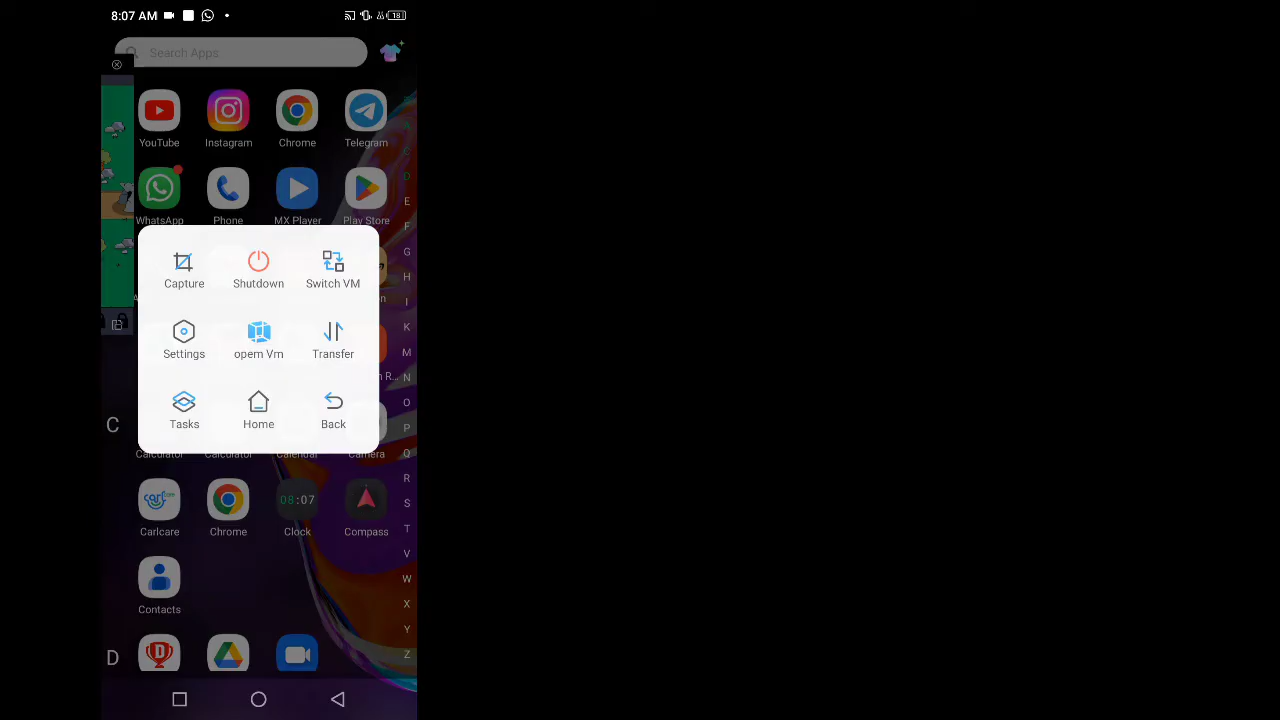 8:07 AM
18
Search Apps
YouTube Instagram Chrome Telegram
WhatsApp Phone MX Player Play Store
E
F
G
H
I
K
M
N
O
P
Q
R
S
T
V
W
X
Y
Z
Capture Shutdown Switch VM
Settings opem Vm Transfer
Tasks Home Back
C
Calculator Calculator Calendar Camera
Carlcare Chrome Clock Compass
08:07
Contacts
D